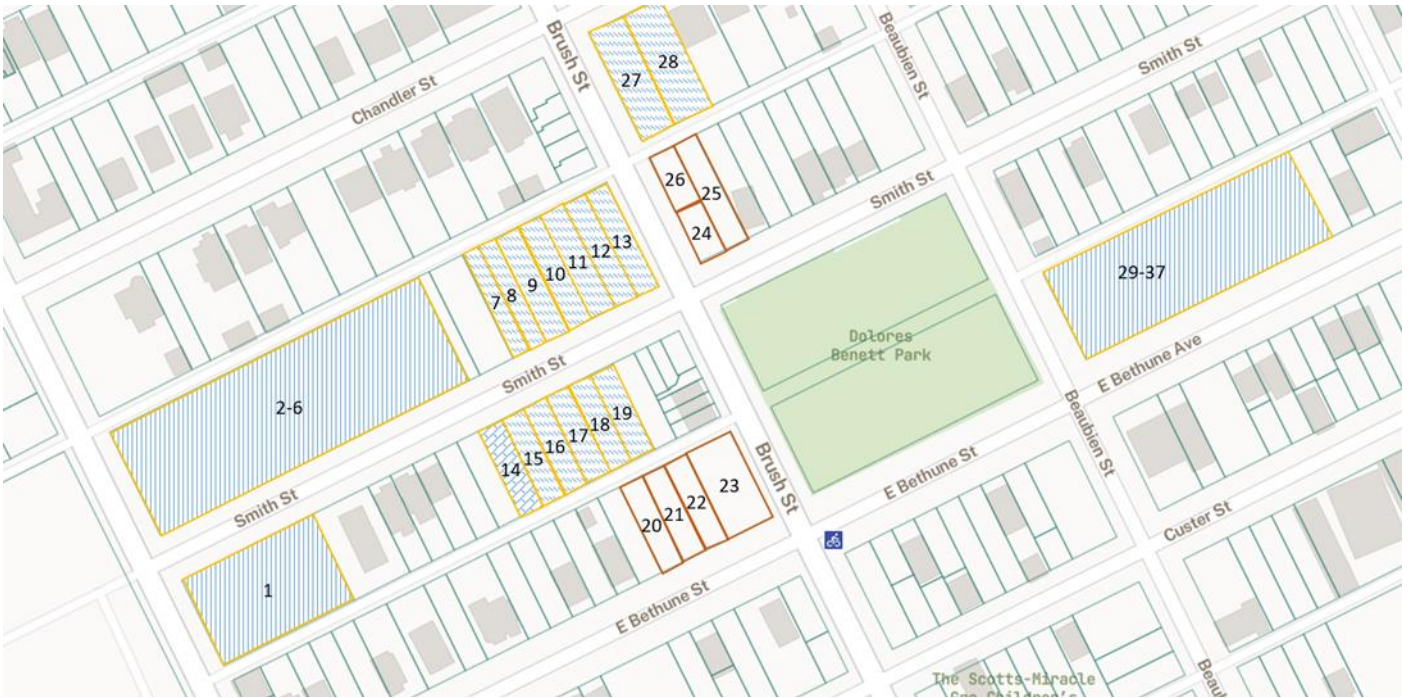 Brush St
Beaubien St
Smith St
28
27
Chandler St
26
25
24
Smith St
13
12
11
10
9
8
7
29-37
Dolores
Benett Park
E Bethune Ave
Smith St
2-6
19
18
17
16
15
14
Beaubien St
Brush St
23
22
21
20
E Bethune St
Smith St
Custer St
1
E Bethune St
The Scotts-Miracle